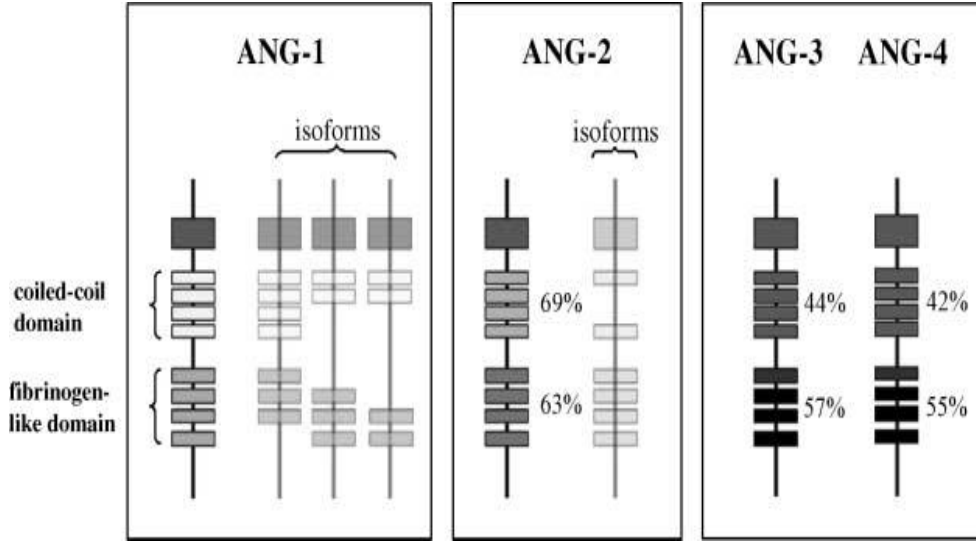 ANG-1
isoforms
coiled-coil
domain
fibrinogen-
like domain
ANG-2
isoforms
69%
63%
ANG-3
ANG-4
44%
42%
57%
55%